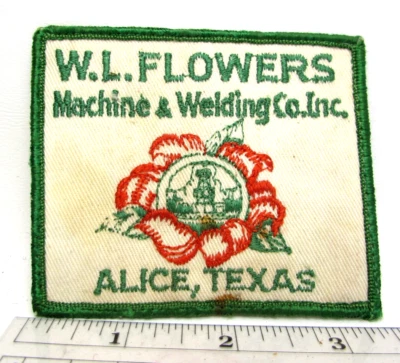 W.L. FLOWERS
Machine & Welding Co.Inc.
ALICE, TEXAS
1 2 3